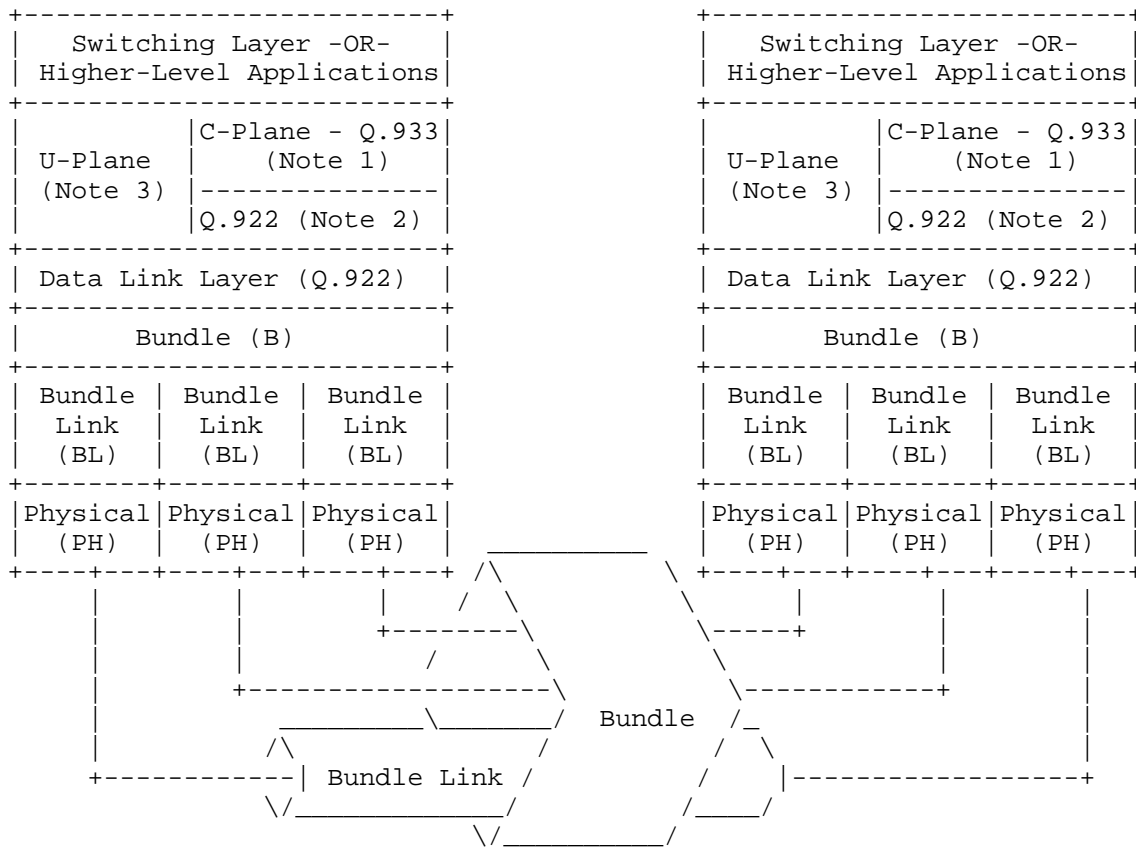 Switching Layer -OR- Switching Layer -OR-
Higher-Level Applications Higher-Level Applications
C-Plane - Q.933 C-Plane - Q.933
U-Plane (Note 1) U-Plane (Note 1)
(Note 3) (Note 3)
Q.922 (Note 2) Q.922 (Note 2)
Data Link Layer (Q.922) Data Link Layer (Q.922)
Bundle (B) Bundle (B)
Bundle Bundle Bundle Bundle Bundle Bundle
Link Link Link Link Link Link
(BL) (BL) (BL) (BL) (BL) (BL)
Physical Physical Physical Physical Physical Physical
(PH) (PH) (PH) (PH) (PH) (PH)
Bundle
Bundle Link